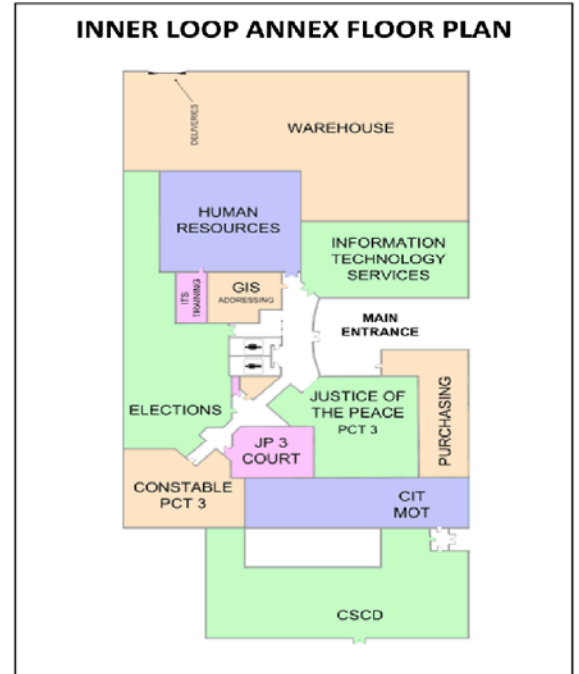 INNER LOOP ANNEX FLOOR PLAN
DELIVERIES
WAREHOUSE
HUMAN
RESOURCES
INFORMATION
TECHNOLOGY
SERVICES
ITS
TRAINING
GIS
ADDRESSING
MAIN
ENTRANCE
ELECTIONS
JUSTICE OF
THE PEACE
PCT 3
PURCHASING
JP 3
COURT
CONSTABLE
PCT 3
CIT
MOT
CSCD